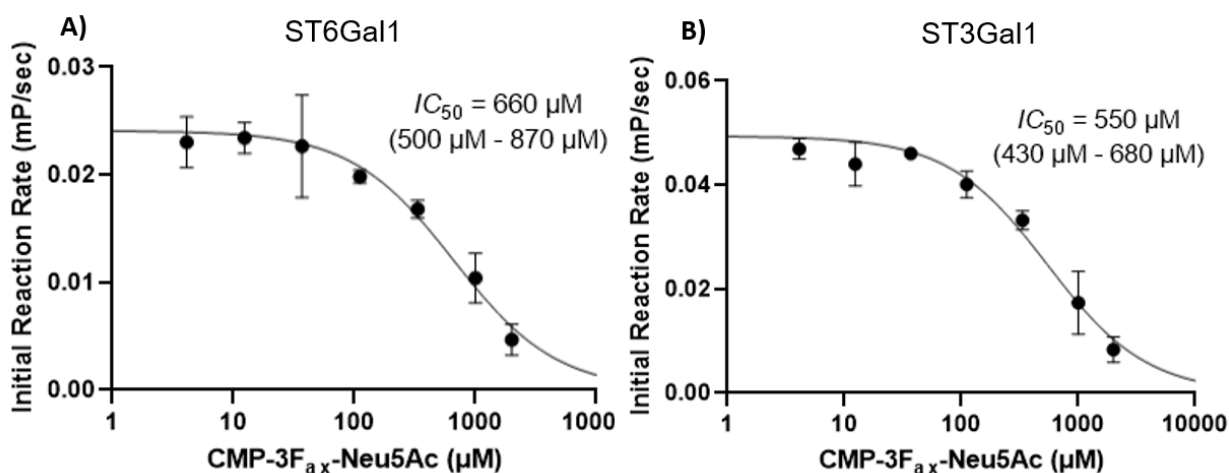 A) ST6Gal1
0.03
0.02
0.01
0.00
Initial Reaction Rate (mP/sec)
IC50 = 660 µM
(500 µM - 870 µM)
1 10 100 1000 1000
CMP-3Fax-Neu5Ac (µM)
B) ST3Gal1
0.06
0.04
0.02
0.00
Initial Reaction Rate (mP/sec)
IC50 = 550 µM
(430 µM - 680 µM)
1 10 100 1000 10000
CMP-3Fax-Neu5Ac (µM)